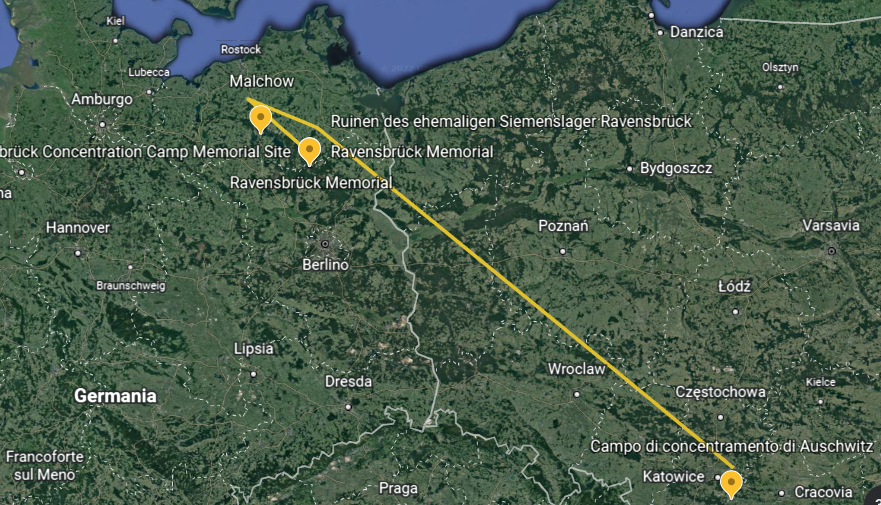 Kiel
Danzica
Rostock
Lubecca
Olsztyn
Malchow
Amburgo
Ruinen des ehemaligen Siemenslager Ravensbrück
brück Concentration Camp Memorial Site
Ravensbrück Memorial
Bydgoszcz
Ravensbrück Memorial
na
Hannover
Poznań
Varsavia
Berlino
Braunschweig
Łódź
Lipsia
Wroclaw
Dresda
Kielce
Germania
Częstochowa
Campo di concentramento di Auschwitz
Francoforte
sul Meno
Katowice
Praga
Cracovia